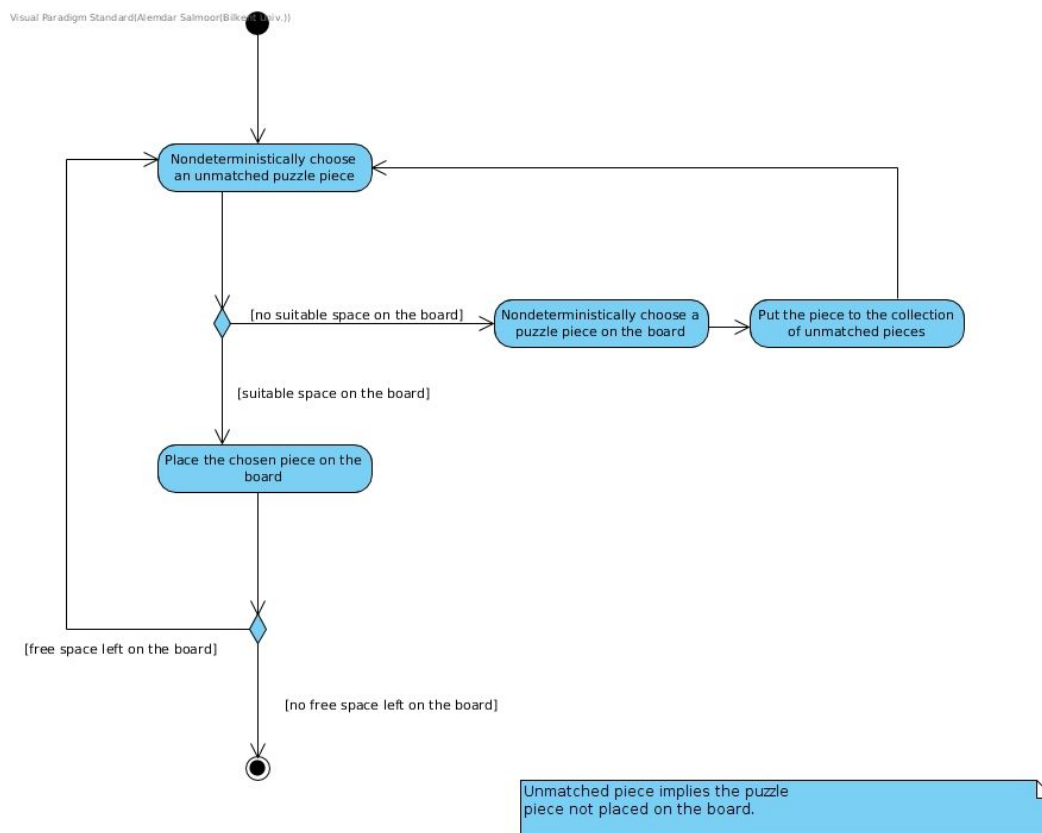 Visual Paradigm Standard(Alemdar Salmoor(Bilkent Univ.))
Nondeterministically choose
an unmatched puzzle piece
[no suitable space on the board]
Nondeterministically choose a
puzzle piece on the board
Put the piece to the collection
of unmatched pieces
[suitable space on the board]
Place the chosen piece on the
board
[free space left on the board]
[no free space left on the board]
Unmatched piece implies the puzzle
piece not placed on the board.